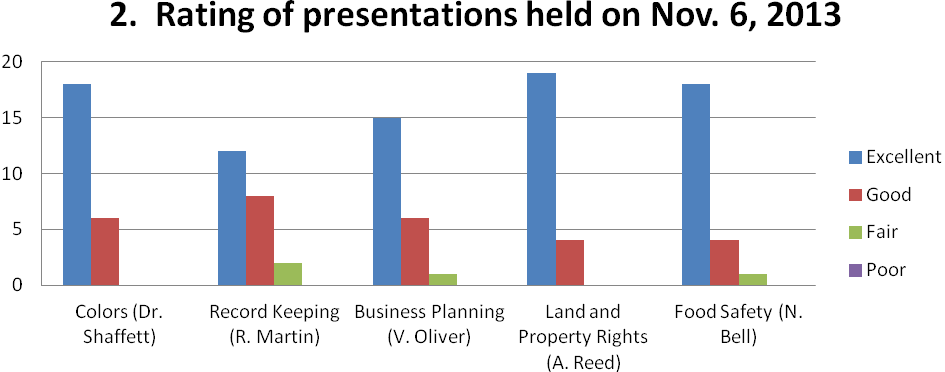 2. Rating of presentations held on Nov. 6, 2013
20
15
10
5
0
Colors (Dr.
Shaffett)
Record Keeping
(R. Martin)
Business Planning
(V. Oliver)
Land and
Property Rights
(A. Reed)
Food Safety (N.
Bell)
Excellent
Good
Fair
Poor